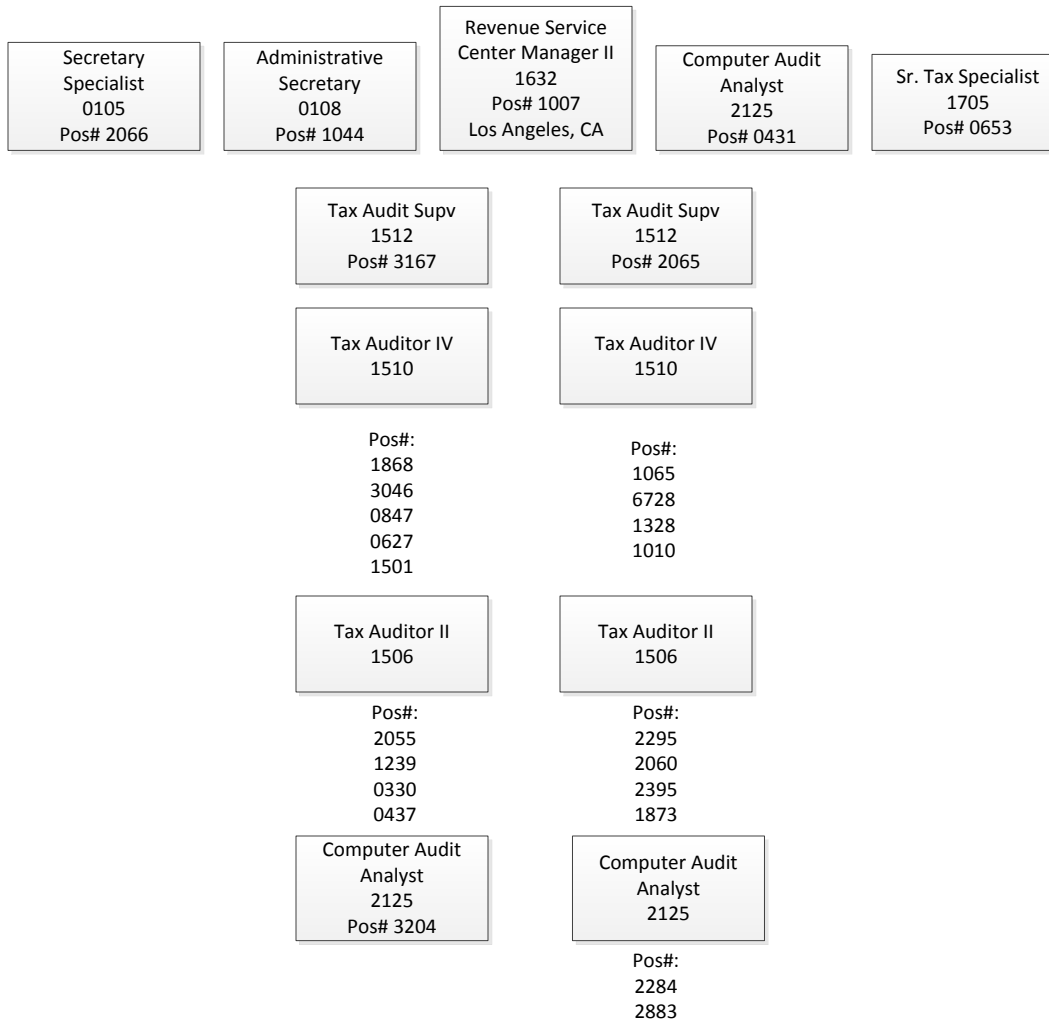 Secretary
Specialist
0105
Pos# 2066
Administrative
Secretary
0108
Pos# 1044
Revenue Service
Center Manager II
1632
Pos# 1007
Los Angeles, CA
Computer Audit
Analyst
2125
Pos# 0431
Sr. Tax Specialist
1705
Pos# 0653
Tax Audit Supv
1512
Pos# 3167
Tax Audit Supv
1512
Pos# 2065
Tax Auditor IV
1510
Tax Auditor IV
1510
Pos#:
1868
3046
0847
0627
1501
Pos#:
1065
6728
1328
1010
Tax Auditor II
1506
Tax Auditor II
1506
Pos#:
2055
1239
0330
0437
Pos#:
2295
2060
2395
1873
Computer Audit
Analyst
2125
Pos# 3204
Computer Audit
Analyst
2125
Pos#:
2284
2883